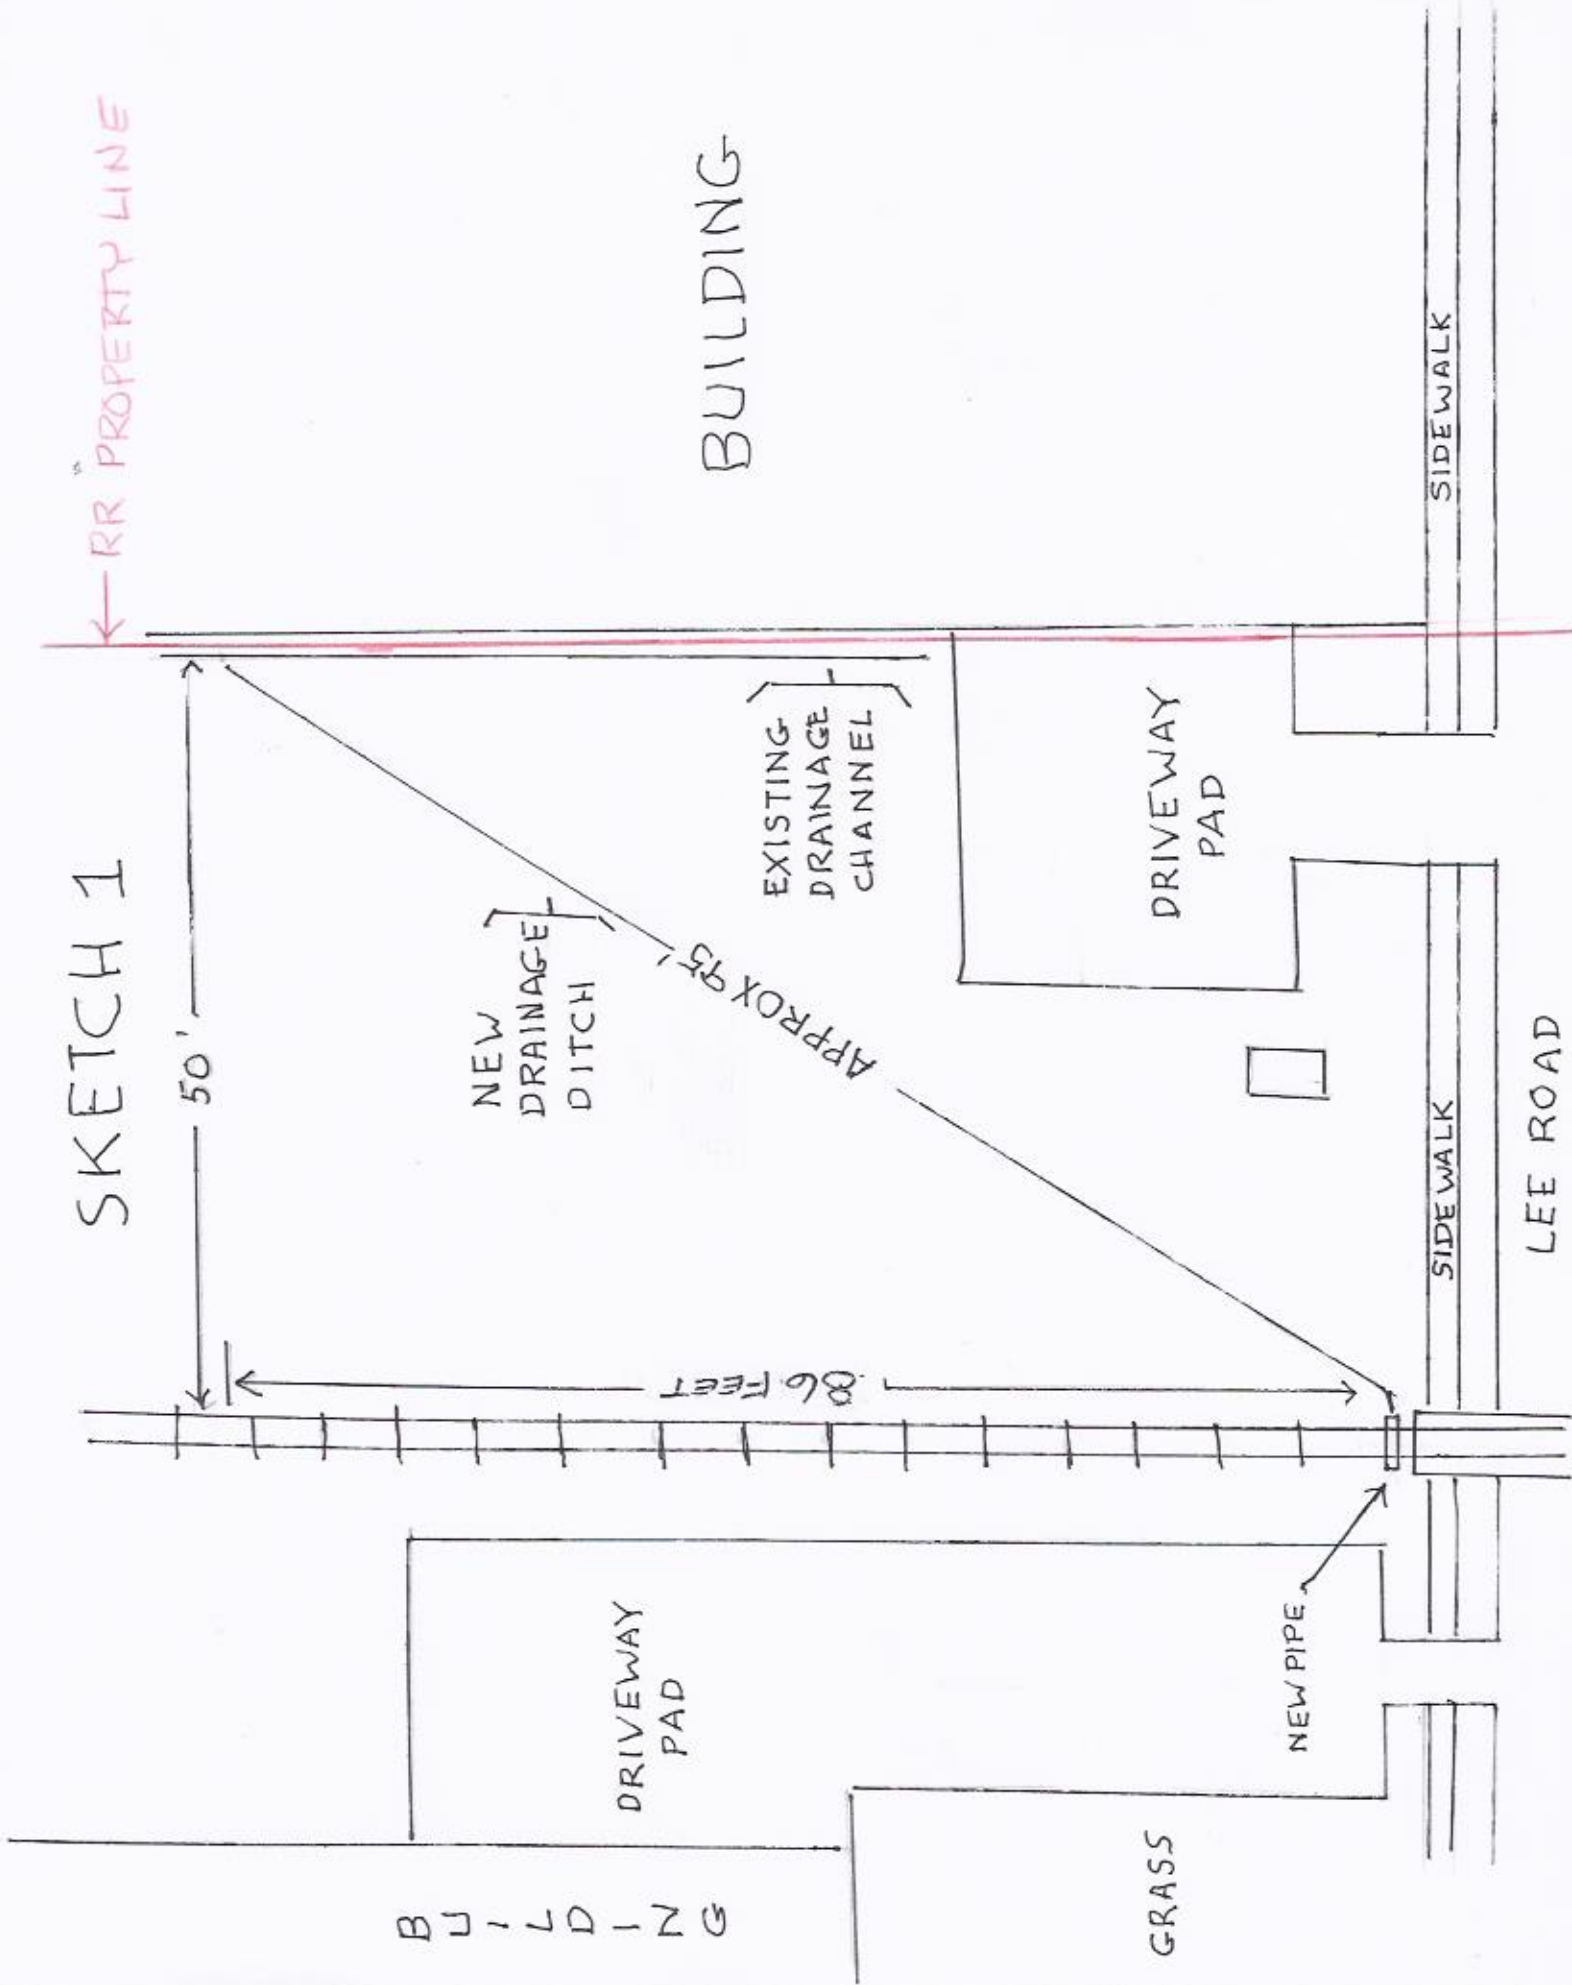 SKETCH 1
← RR PROPERTY LINE
50'
BUILDING
NEW
DRAINAGE
DITCH
APPROX 95'
EXISTING
DRAINAGE
CHANNEL
86 FEET
DRIVEWAY
PAD
DRIVEWAY
PAD
BUILDING
NEW PIPE
GRASS
SIDEWALK
SIDEWALK
LEE ROAD